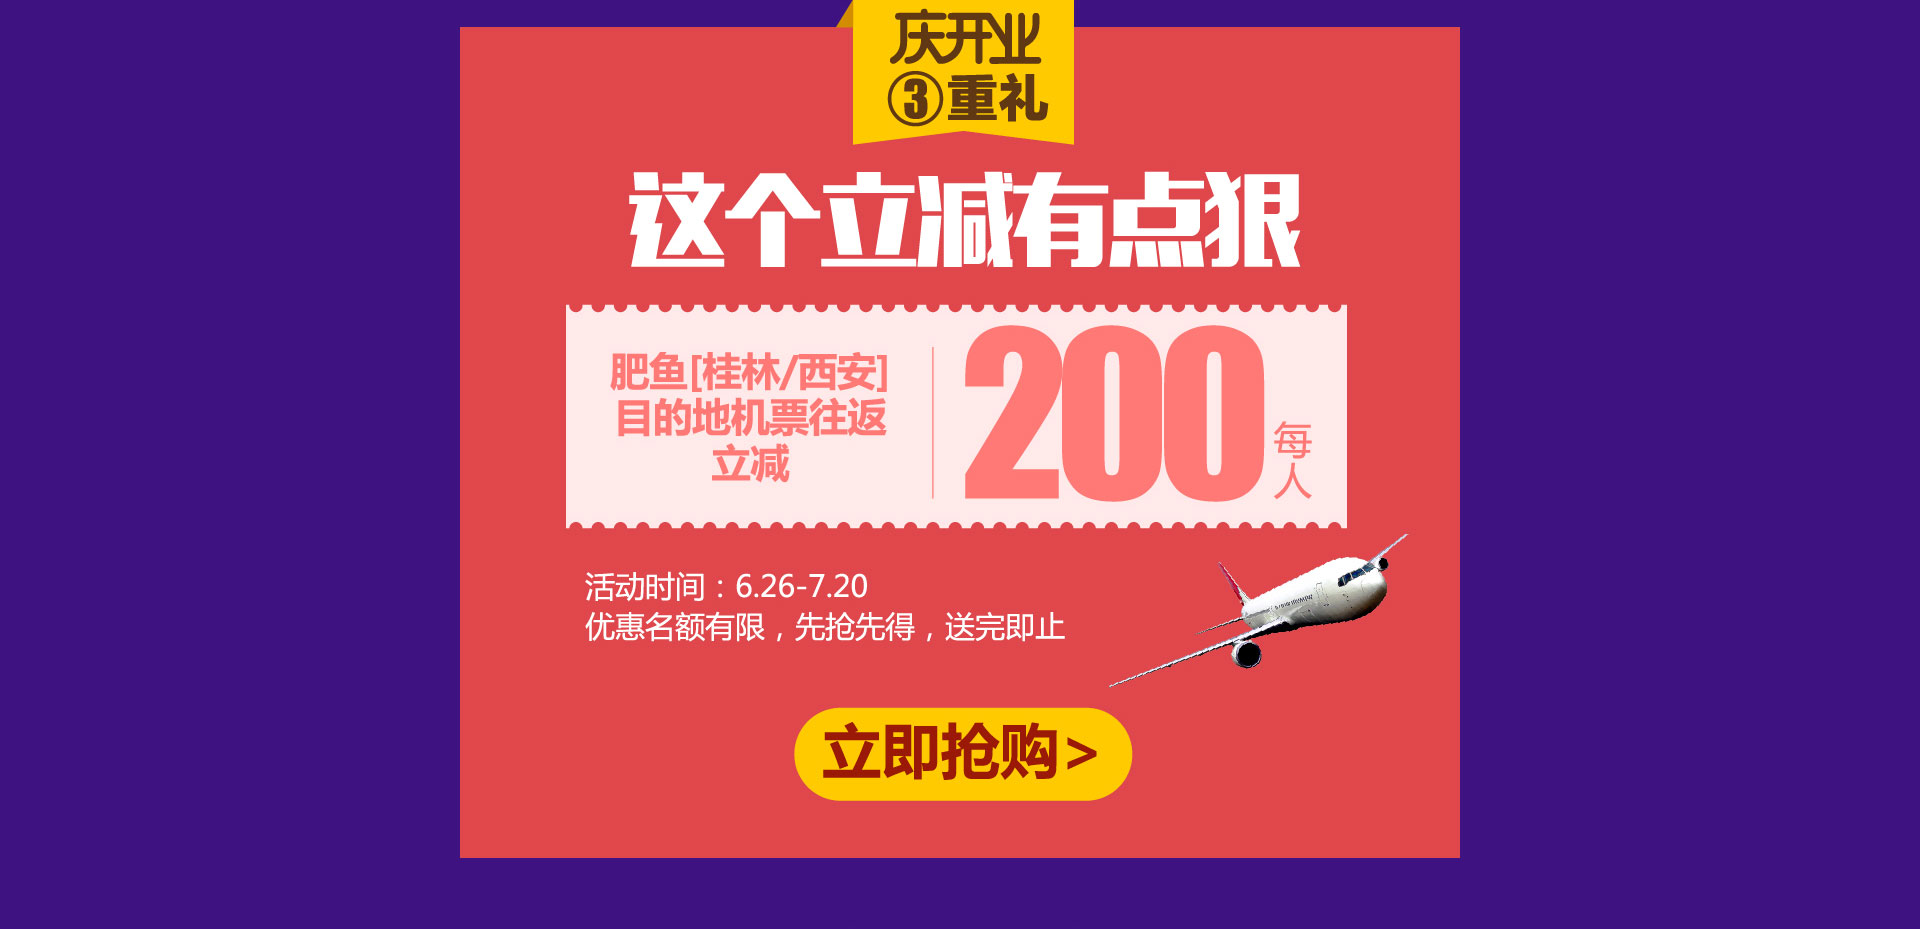 庆开业
③重礼
这个立减有点狠
肥鱼[桂林/西安]
目的地机票往返
立减
200
每人
活动时间：6.26-7.20
优惠名额有限，先抢先得，送完即止
立即抢购>